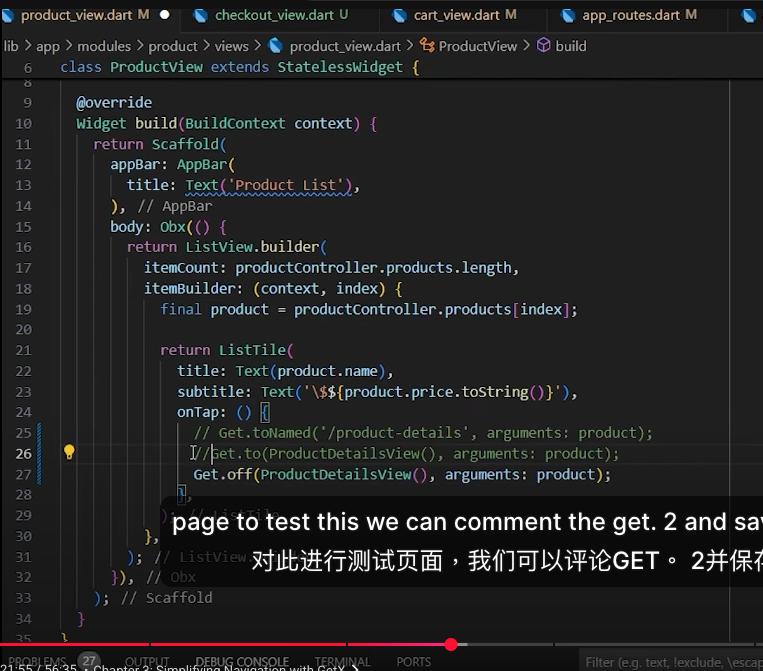 product_view.dart M checkout_view.dart U cart_view.dart M app_routes.dart M
lib > app > modules > product > views > product_view.dart > ProductView > build
6 class ProductView extends StatelessWidget {
8
9 @override
10 Widget build(BuildContext context) {
11 return Scaffold(
12 appBar: AppBar(
13 title: Text('Product List'),
14 ), // AppBar
15 body: Obx(() {
16 return ListView.builder(
17 itemCount: productController.products.length,
18 itemBuilder: (context, index) {
19 final product = productController.products[index];
20
21 return ListTile(
22 title: Text(product.name),
23 subtitle: Text('\$${product.price.toString()}'),
24 onTap: () {
25 // Get.toNamed('/product-details', arguments: product);
26 //Get.to(ProductDetailsView(), arguments: product);
27 Get.off(ProductDetailsView(), arguments: product);
28 },
29 ); // ListTile
page to test this we can comment the get. 2 and sav
30 },
对此进行测试页面，我们可以评论GET。 2并保存
31 ); // ListView.
32 }), // Obx
33 ); // Scaffold
34 }
35 }
PROBLEMS 27 OUTPUT DEBUG CONSOLE TERMINAL PORTS Filter (e.g. text, !exclude, \escap
21:55 / 56:35 • Chapter 3: Simplifying Navigation with GetX >